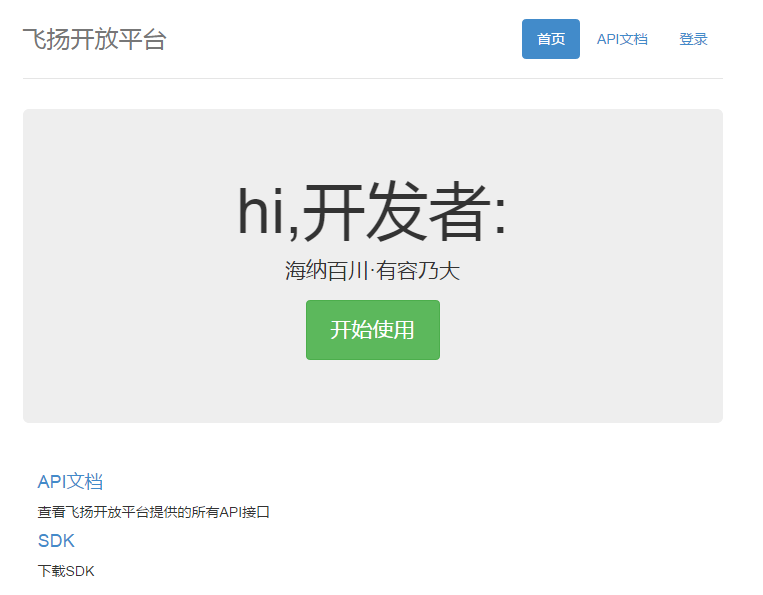 飞扬开放平台
首页 API文档 登录
hi,开发者:
海纳百川·有容乃大
开始使用
API文档
查看飞扬开放平台提供的所有API接口
SDK
下载SDK